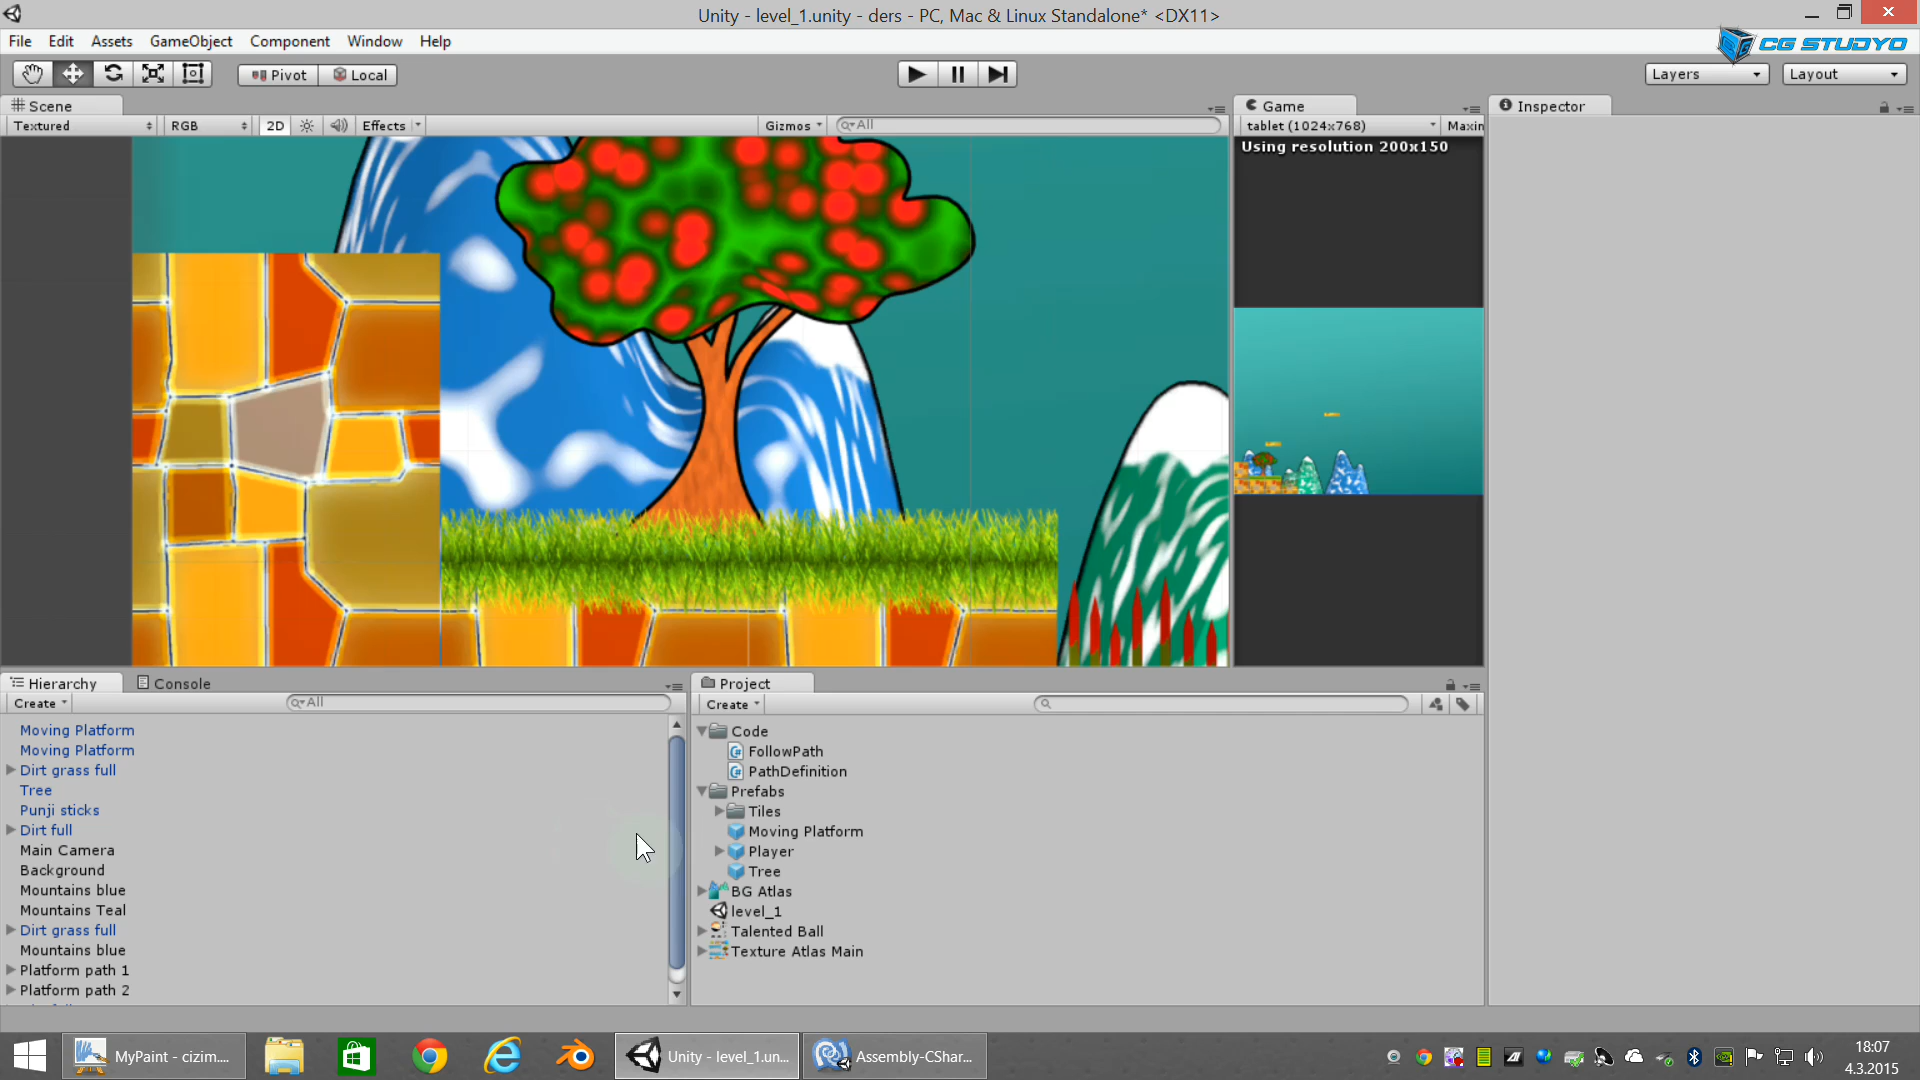 Unity - level_1.unity - ders - PC, Mac & Linux Standalone* <DX11>
File Edit Assets GameObject Component Window Help
CG STUDYO
Pivot Local
Layers Layout
Scene
Textured RGB 2D Effects Gizmos All
Game
tablet (1024x768) Maxin
Using resolution 200x150
Inspector
Hierarchy Console
Create All
Moving Platform
Moving Platform
Dirt grass full
Tree
Punji sticks
Dirt full
Main Camera
Background
Mountains blue
Mountains Teal
Dirt grass full
Mountains blue
Platform path 1
Platform path 2
Project
Create
Code
FollowPath
PathDefinition
Prefabs
Tiles
Moving Platform
Player
Tree
BG Atlas
level_1
Talented Ball
Texture Atlas Main
MyPaint - cizim....
Unity - level_1.un...
Assembly-CShar...
18:07
4.3.2015